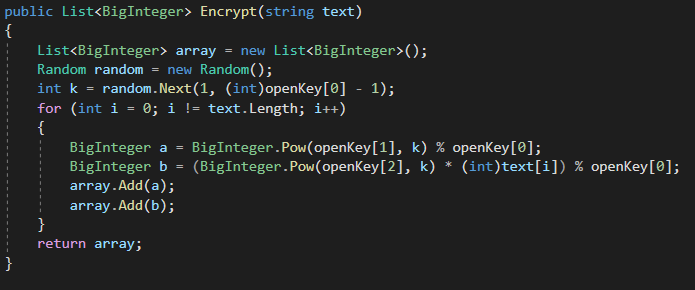 public List<BigInteger> Encrypt(string text)
{
    List<BigInteger> array = new List<BigInteger>();
    Random random = new Random();
    int k = random.Next(1, (int)openKey[0] - 1);
    for (int i = 0; i != text.Length; i++)
    {
        BigInteger a = BigInteger.Pow(openKey[1], k) % openKey[0];
        BigInteger b = (BigInteger.Pow(openKey[2], k) * (int)text[i]) % openKey[0];
        array.Add(a);
        array.Add(b);
    }
    return array;
}